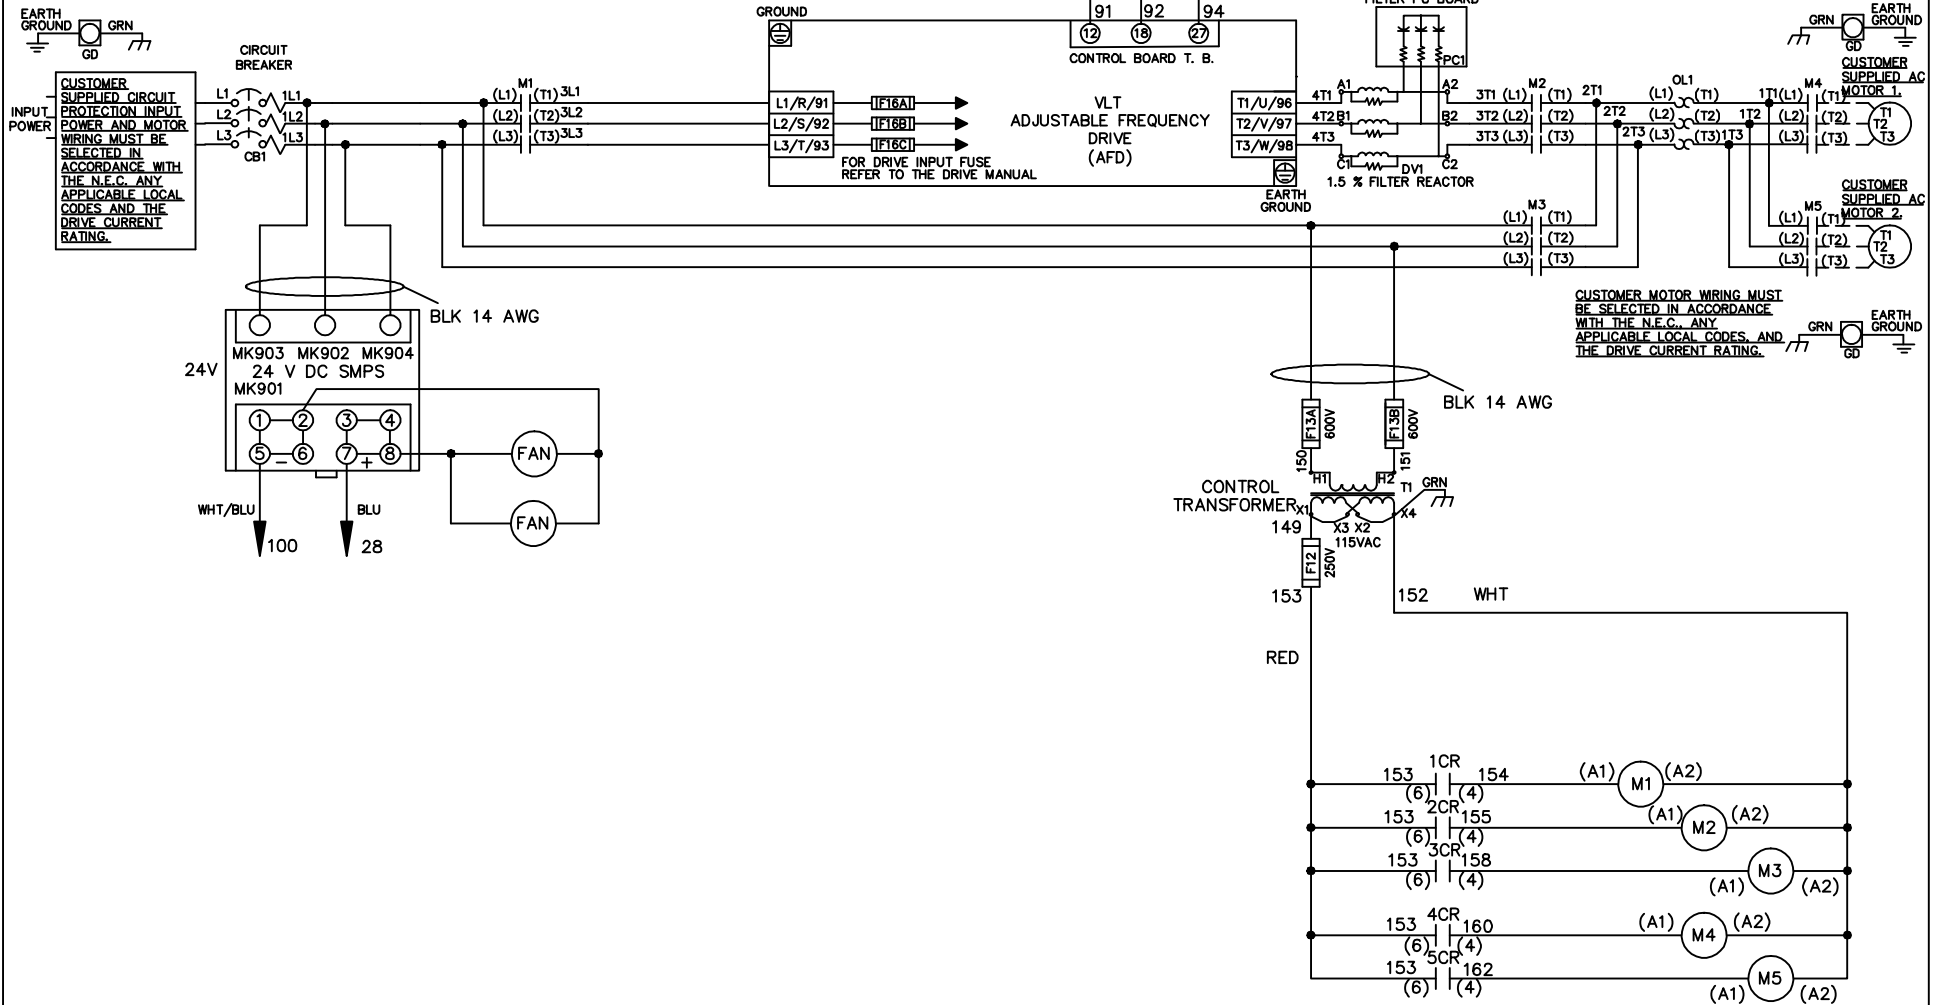 EARTH
GROUND
GRN
GD
CIRCUIT
BREAKER
INPUT
POWER
CUSTOMER
SUPPLIED CIRCUIT
PROTECTION INPUT
POWER AND MOTOR
WIRING MUST BE
SELECTED IN
ACCORDANCE WITH
THE N.E.C. ANY
APPLICABLE LOCAL
CODES AND THE
DRIVE CURRENT
RATING.
L1 1L1
L2 1L2
L3 1L3
CB1
M1
(L1) (T1) 3L1
(L2) (T2) 3L2
(L3) (T3) 3L3
GROUND
L1/R/91 F16A
L2/S/92 F16B
L3/T/93 F16C
FOR DRIVE INPUT FUSE
REFER TO THE DRIVE MANUAL
91 92 94
12 18 27
CONTROL BOARD T. B.
VLT
ADJUSTABLE FREQUENCY
DRIVE
(AFD)
T1/U/96
T2/V/97
T3/W/98
EARTH
GROUND
PC1
4T1 A1 A2
4T2 B1 B2
4T3 C1 C2
DV1
1.5 % FILTER REACTOR
M2
3T1 (L1) (T1) 2T1
3T2 (L2) (T2) 2T2
3T3 (L3) (T3) 2T3
M3
(L1) (T1)
(L2) (T2)
(L3) (T3)
OL1
(L1) (T1) 1T1
(L2) (T2) 1T2
(L3) (T3) 1T3
GRN
GD
EARTH
GROUND
CUSTOMER
SUPPLIED AC
MOTOR 1.
M4
(L1) (T1) T1
(L2) (T2) T2
(L3) (T3) T3
CUSTOMER
SUPPLIED AC
MOTOR 2.
M5
(L1) (T1) T1
(L2) (T2) T2
(L3) (T3) T3
CUSTOMER MOTOR WIRING MUST
BE SELECTED IN ACCORDANCE
WITH THE N.E.C., ANY
APPLICABLE LOCAL CODES, AND
THE DRIVE CURRENT RATING.
GRN
GD
EARTH
GROUND
BLK 14 AWG
MK903 MK902 MK904
24V
24 V DC SMPS
MK901
1 2 3 4
5 − 6 7 + 8
FAN
FAN
WHT/BLU
BLU
100
28
BLK 14 AWG
F13A 600V
F13B 600V
150
151
H1 H2
T1
GRN
CONTROL
TRANSFORMER
X1 X3 X2 X4
115VAC
149
F12 250V
153
152 WHT
RED
1CR
153 154 (A1) M1 (A2)
(6) (4)
2CR
153 155 (A1) M2 (A2)
(6) (4)
3CR
153 158 M3
(6) (4) (A1) (A2)
4CR
153 160 (A1) M4 (A2)
(6) (4)
5CR
153 162 M5
(6) (4) (A1) (A2)